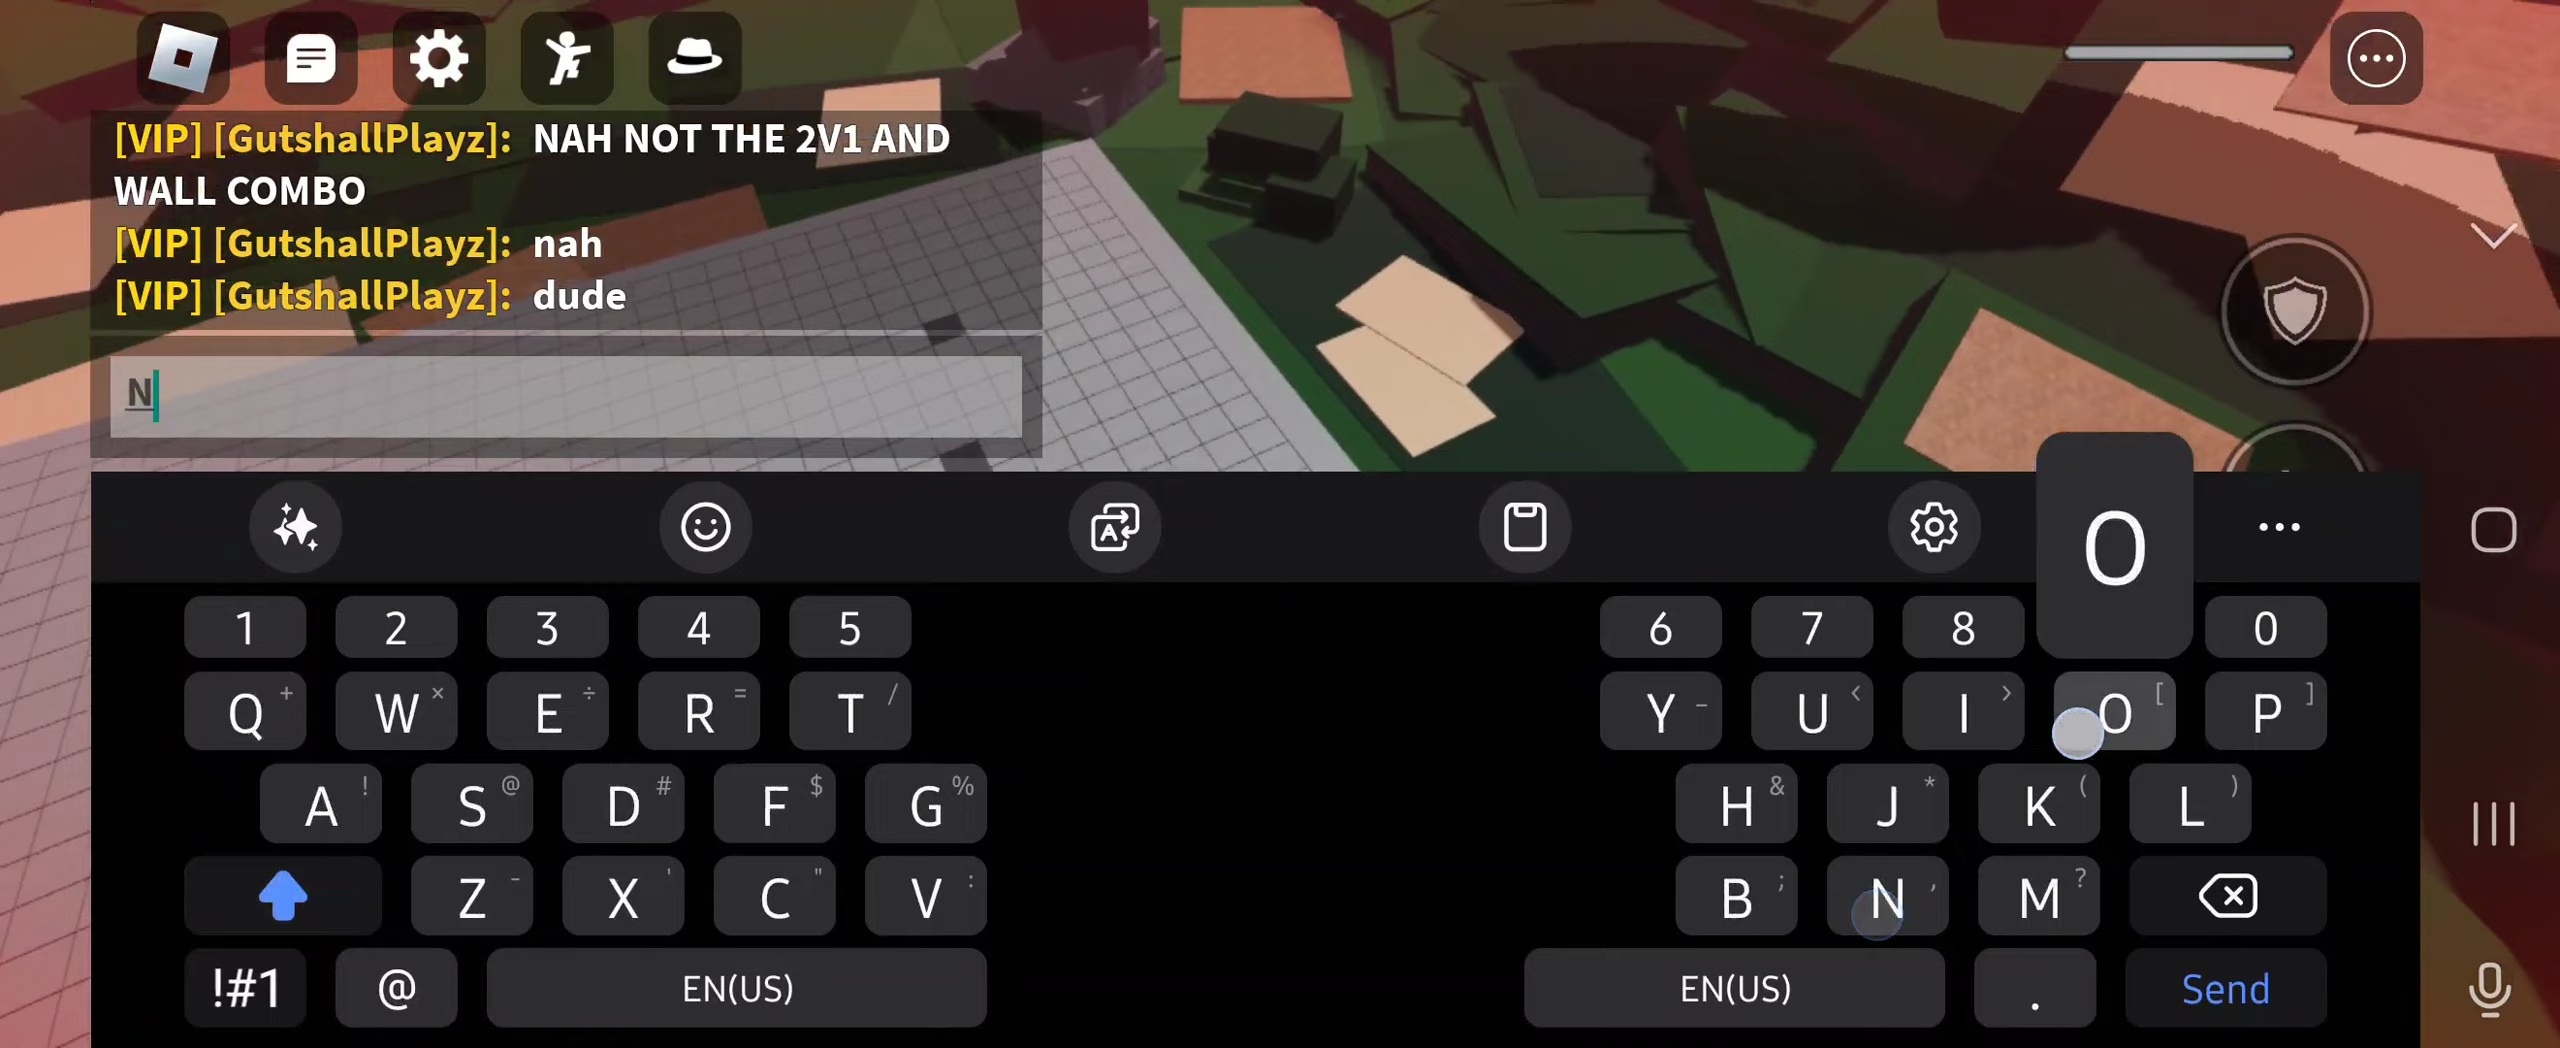 [VIP] [GutshallPlayz]: NAH NOT THE 2V1 AND
WALL COMBO
[VIP] [GutshallPlayz]: nah
[VIP] [GutshallPlayz]: dude
N
O
1 2 3 4 5 6 7 8 0
Q + W × E ÷ R = T / Y - U < I > O [ P ]
A ! S @ D # F $ G % H & J * K ( L )
Z - X ' C " V : B ; N , M ?
!#1 @ EN(US) EN(US) . Send